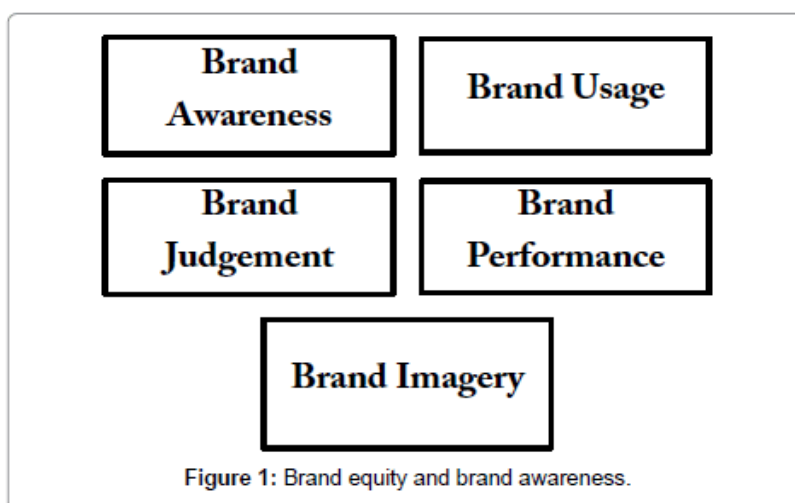 Brand
Awareness
Brand Usage
Brand
Judgement
Brand
Performance
Brand Imagery
Figure 1: Brand equity and brand awareness.